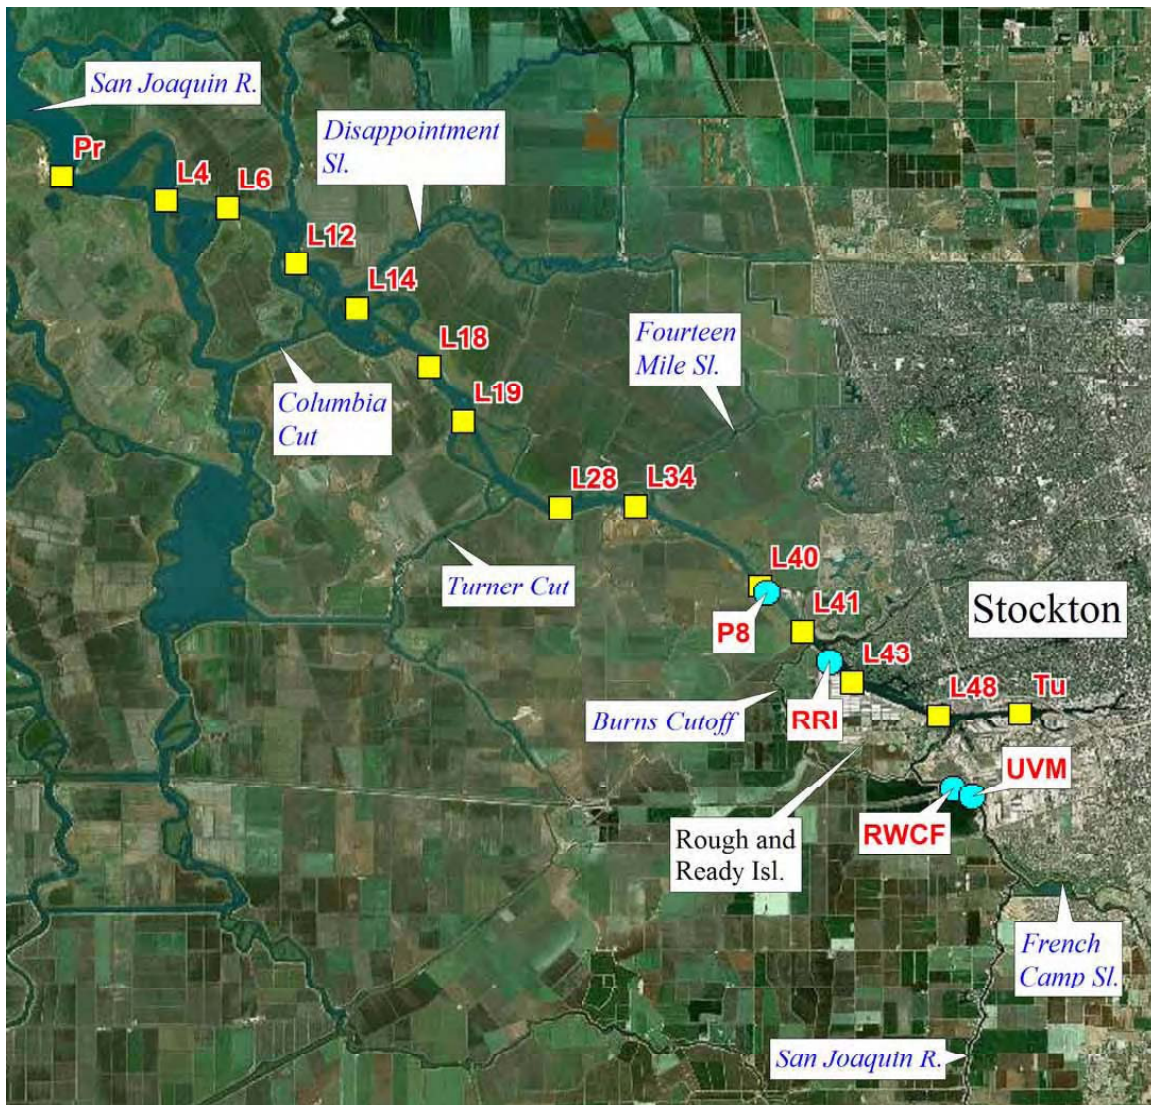 San Joaquin R.
Pr
L4
L6
Disappointment
Sl.
L12
L14
L18
L19
Columbia
Cut
Fourteen
Mile Sl.
L28
L34
Turner Cut
L40
P8
L41
Stockton
L43
RRI
Burns Cutoff
L48
Tu
UVM
RWCF
Rough and
Ready Isl.
French
Camp Sl.
San Joaquin R.